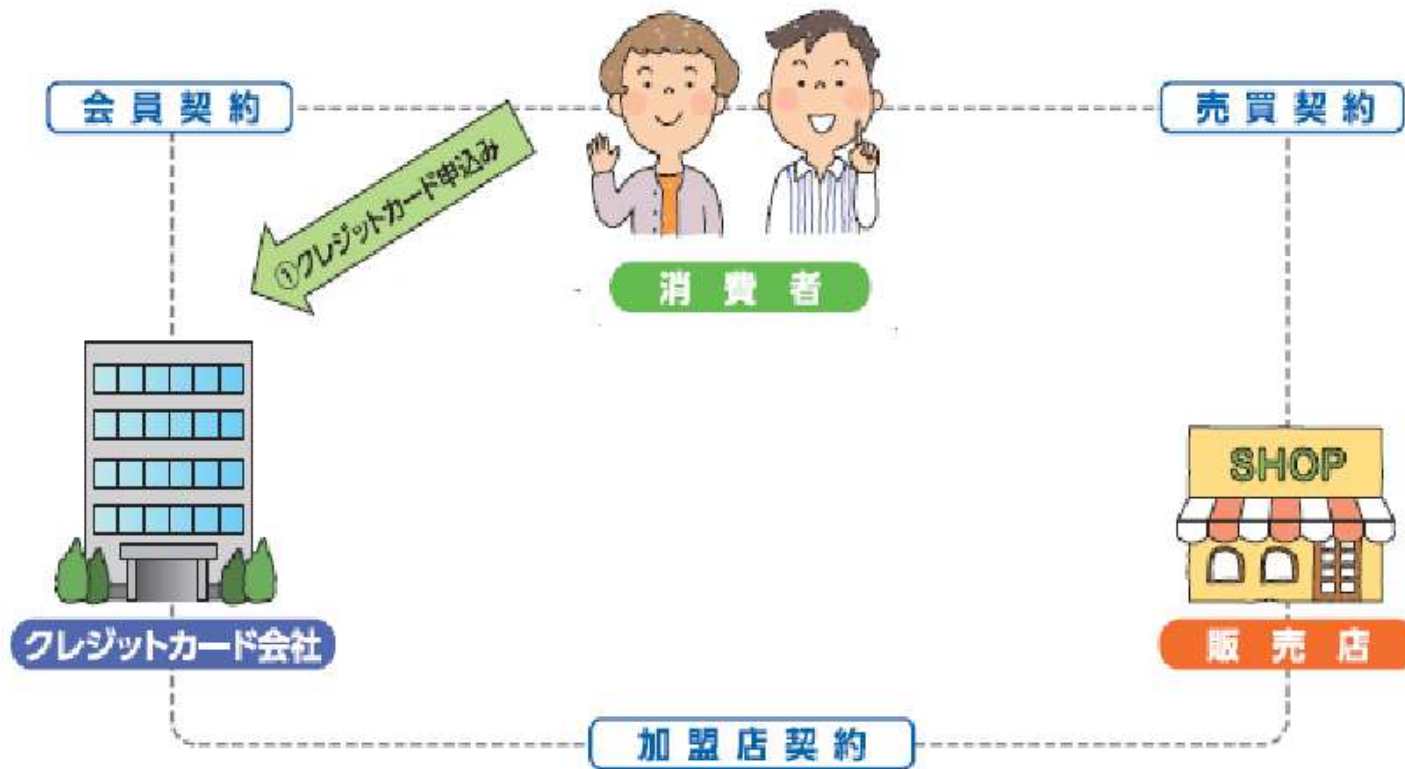 会員契約
売買契約
①クレジットカード申込み
消費者
SHOP
クレジットカード会社
販売店
加盟店契約